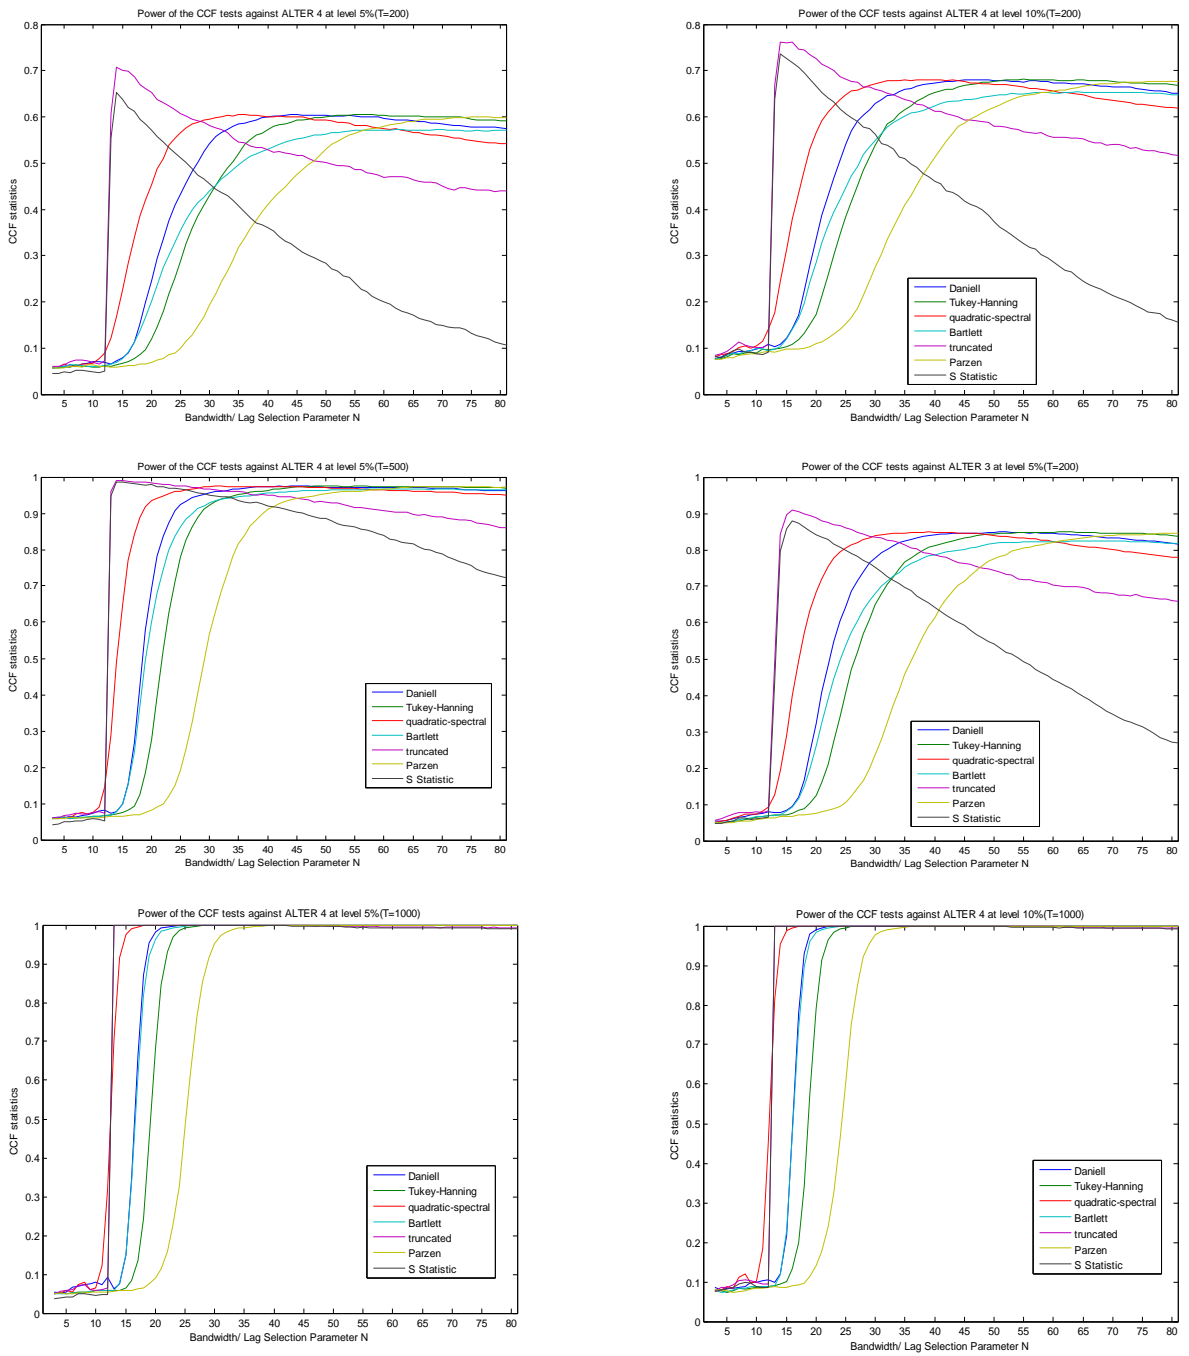 Power of the CCF tests against ALTER 4 at level 5%(T=200)
0.8
0.7
0.6
0.5
0.4
0.3
0.2
0.1
0
CCF statistics
5 10 15 20 25 30 35 40 45 50 55 60 65 70 75 80
Bandwidth/ Lag Selection Parameter N
Power of the CCF tests against ALTER 4 at level 10%(T=200)
0.8
0.7
0.6
0.5
0.4
0.3
0.2
0.1
0
CCF statistics
Daniell
Tukey-Hanning
quadratic-spectral
Bartlett
truncated
Parzen
S Statistic
5 10 15 20 25 30 35 40 45 50 55 60 65 70 75 80
Bandwidth/ Lag Selection Parameter N
Power of the CCF tests against ALTER 4 at level 5%(T=500)
1
0.9
0.8
0.7
0.6
0.5
0.4
0.3
0.2
0.1
0
CCF statistics
Daniell
Tukey-Hanning
quadratic-spectral
Bartlett
truncated
Parzen
S Statistic
5 10 15 20 25 30 35 40 45 50 55 60 65 70 75 80
Bandwidth/ Lag Selection Parameter N
Power of the CCF tests against ALTER 3 at level 5%(T=200)
1
0.9
0.8
0.7
0.6
0.5
0.4
0.3
0.2
0.1
0
CCF statistics
Daniell
Tukey-Hanning
quadratic-spectral
Bartlett
truncated
Parzen
S Statistic
5 10 15 20 25 30 35 40 45 50 55 60 65 70 75 80
Bandwidth/ Lag Selection Parameter N
Power of the CCF tests against ALTER 4 at level 5%(T=1000)
1
0.9
0.8
0.7
0.6
0.5
0.4
0.3
0.2
0.1
0
CCF statistics
Daniell
Tukey-Hanning
quadratic-spectral
Bartlett
truncated
Parzen
S Statistic
5 10 15 20 25 30 35 40 45 50 55 60 65 70 75 80
Bandwidth/ Lag Selection Parameter N
Power of the CCF tests against ALTER 4 at level 10%(T=1000)
1
0.9
0.8
0.7
0.6
0.5
0.4
0.3
0.2
0.1
0
CCF statistics
Daniell
Tukey-Hanning
quadratic-spectral
Bartlett
truncated
Parzen
S Statistic
5 10 15 20 25 30 35 40 45 50 55 60 65 70 75 80
Bandwidth/ Lag Selection Parameter N